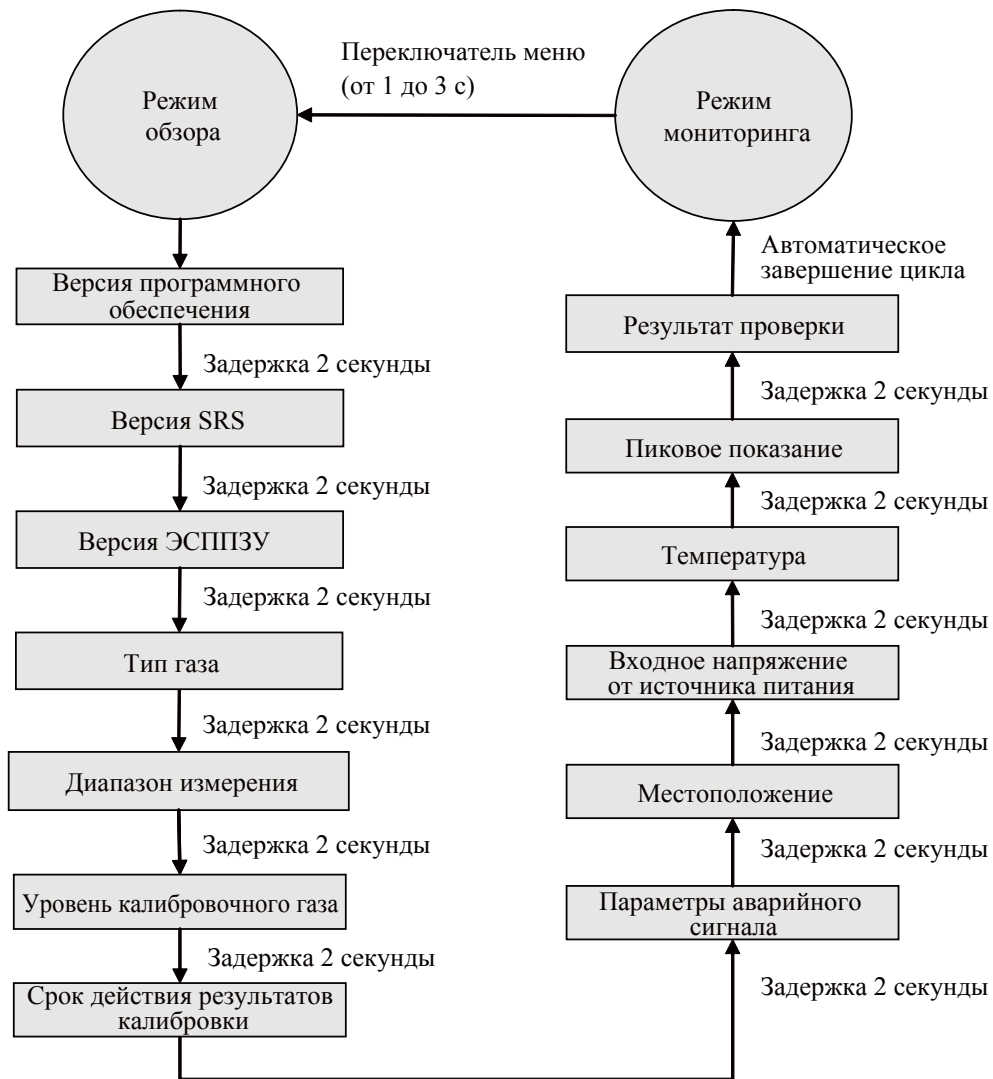 Переключатель меню
(от 1 до 3 с)
Режим
обзора
Режим
мониторинга
Версия программного
обеспечения
Задержка 2 секунды
Версия SRS
Задержка 2 секунды
Версия ЭСППЗУ
Задержка 2 секунды
Тип газа
Задержка 2 секунды
Диапазон измерения
Задержка 2 секунды
Уровень калибровочного газа
Задержка 2 секунды
Срок действия результатов
калибровки
Задержка 2 секунды
Параметры аварийного
сигнала
Задержка 2 секунды
Местоположение
Задержка 2 секунды
Входное напряжение
от источника питания
Задержка 2 секунды
Температура
Задержка 2 секунды
Пиковое показание
Задержка 2 секунды
Результат проверки
Автоматическое
завершение цикла